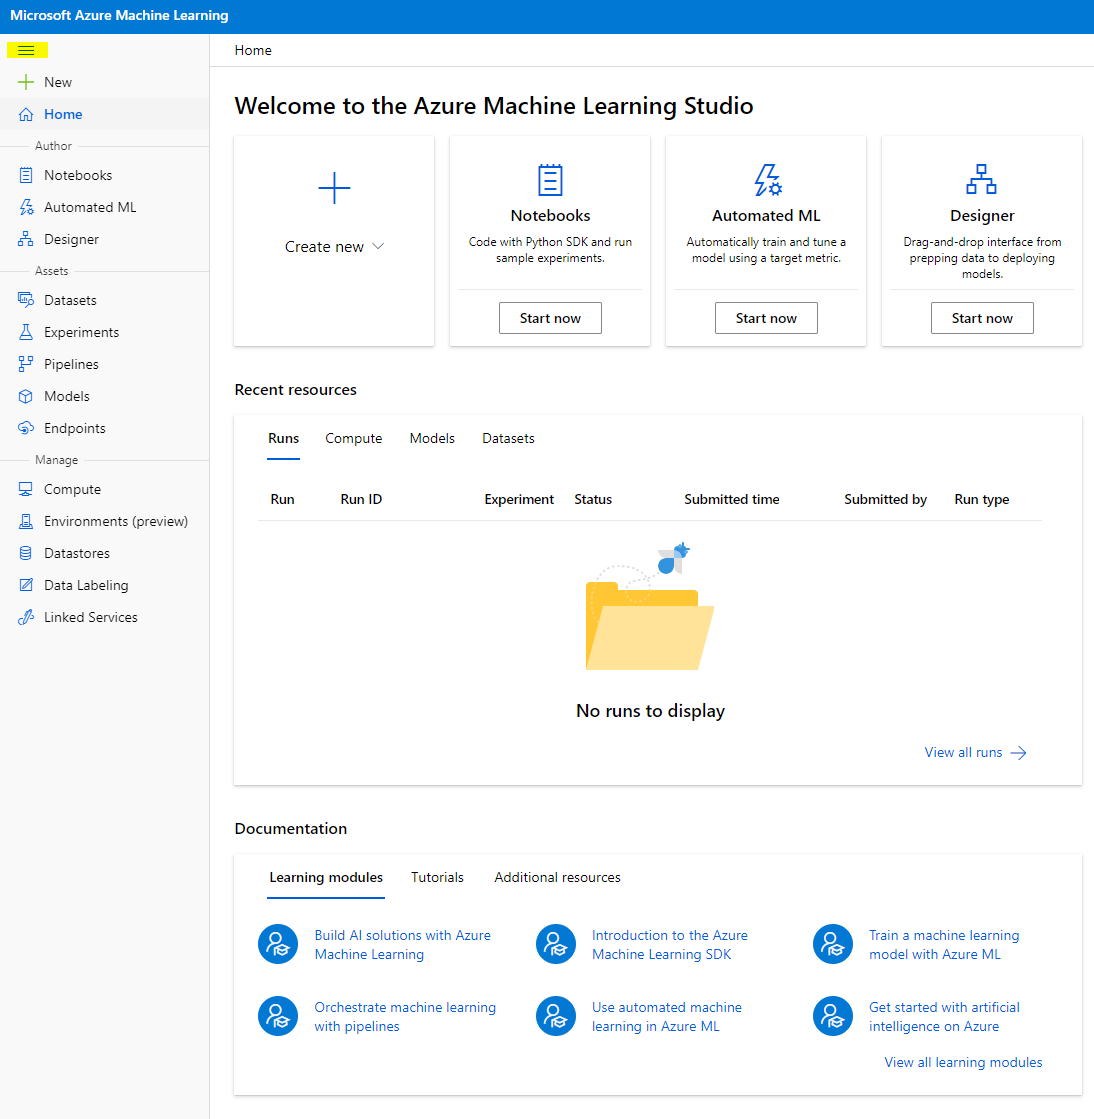 Microsoft Azure Machine Learning
New
Home
Author
Notebooks
Automated ML
Designer
Assets
Datasets
Experiments
Pipelines
Models
Endpoints
Manage
Compute
Environments (preview)
Datastores
Data Labeling
Linked Services
Home
Welcome to the Azure Machine Learning Studio
Create new
Notebooks
Code with Python SDK and run
sample experiments.
Start now
Automated ML
Automatically train and tune a
model using a target metric.
Start now
Designer
Drag-and-drop interface from
prepping data to deploying
models.
Start now
Recent resources
Runs Compute Models Datasets
Run Run ID Experiment Status Submitted time Submitted by Run type
No runs to display
View all runs
Documentation
Learning modules Tutorials Additional resources
Build AI solutions with Azure
Machine Learning
Introduction to the Azure
Machine Learning SDK
Train a machine learning
model with Azure ML
Orchestrate machine learning
with pipelines
Use automated machine
learning in Azure ML
Get started with artificial
intelligence on Azure
View all learning modules